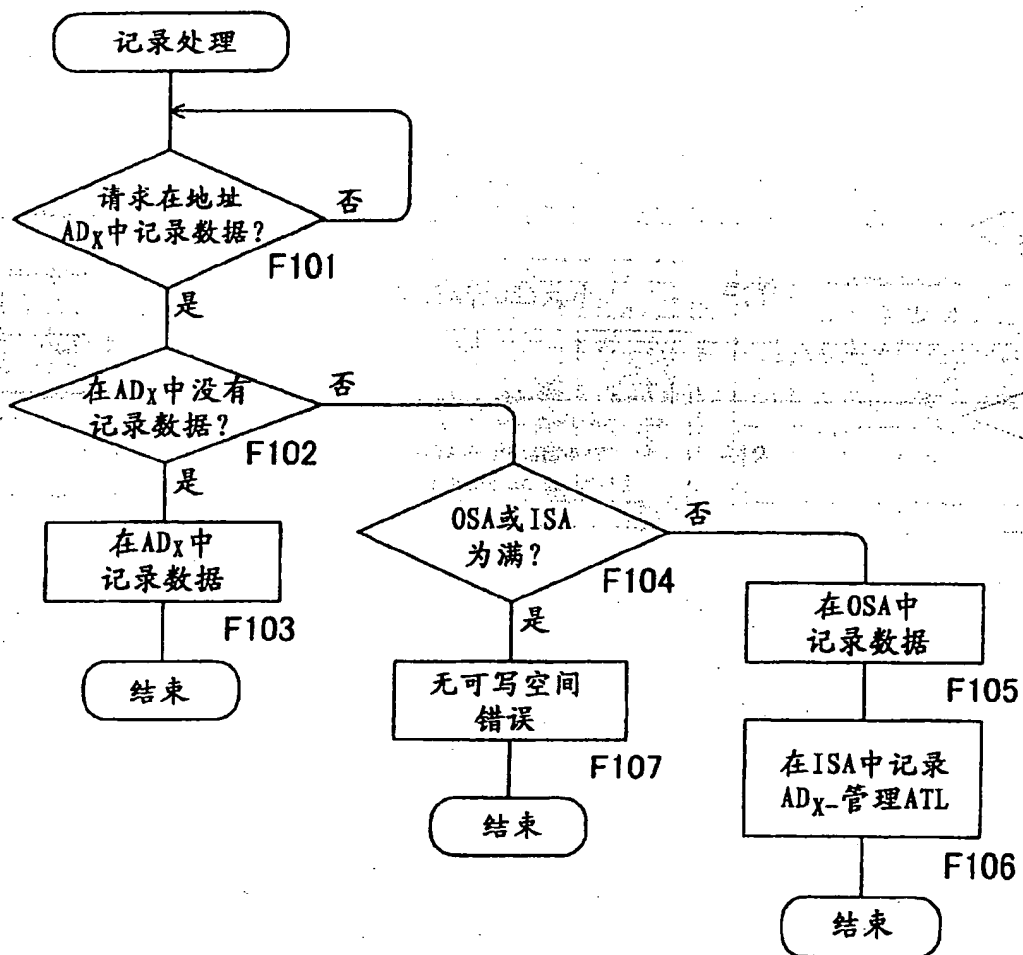 记录处理
请求在地址
ADX中记录数据?
否
F101
是
在ADX中没有
记录数据?
否
F102
是
在ADX中
记录数据
F103
结束
OSA或ISA
为满?
否
F104
是
无可写空间
错误
F107
结束
在OSA中
记录数据
F105
在ISA中记录
ADX-管理ATL
F106
结束